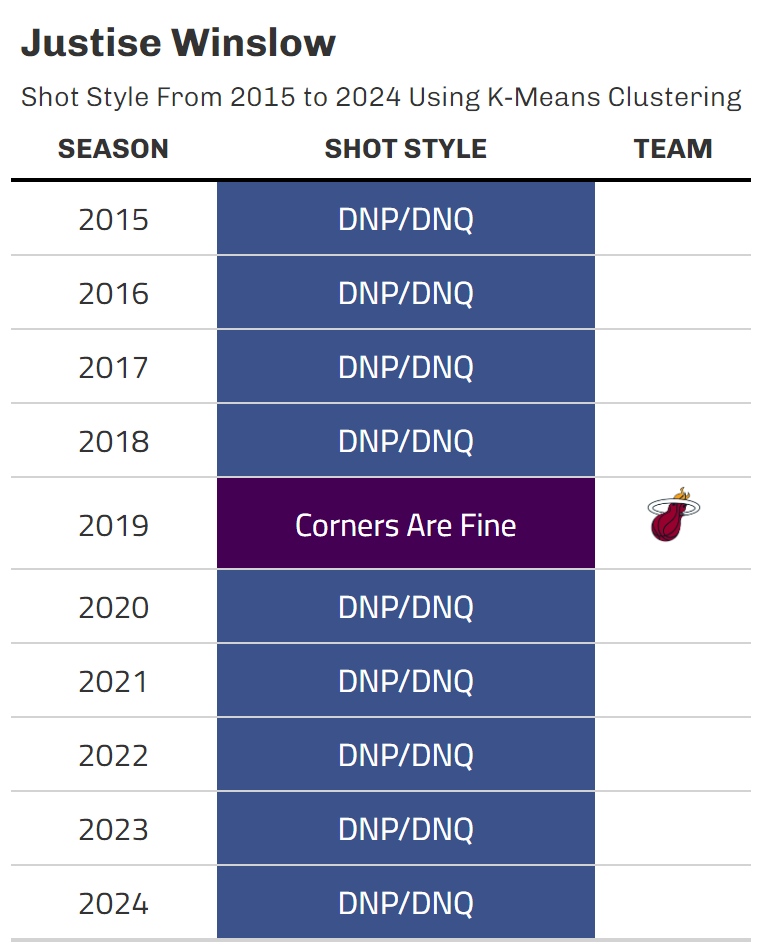 Justise Winslow
Shot Style From 2015 to 2024 Using K-Means Clustering
SEASON SHOT STYLE TEAM
2015 DNP/DNQ
2016 DNP/DNQ
2017 DNP/DNQ
2018 DNP/DNQ
2019 Corners Are Fine
2020 DNP/DNQ
2021 DNP/DNQ
2022 DNP/DNQ
2023 DNP/DNQ
2024 DNP/DNQ